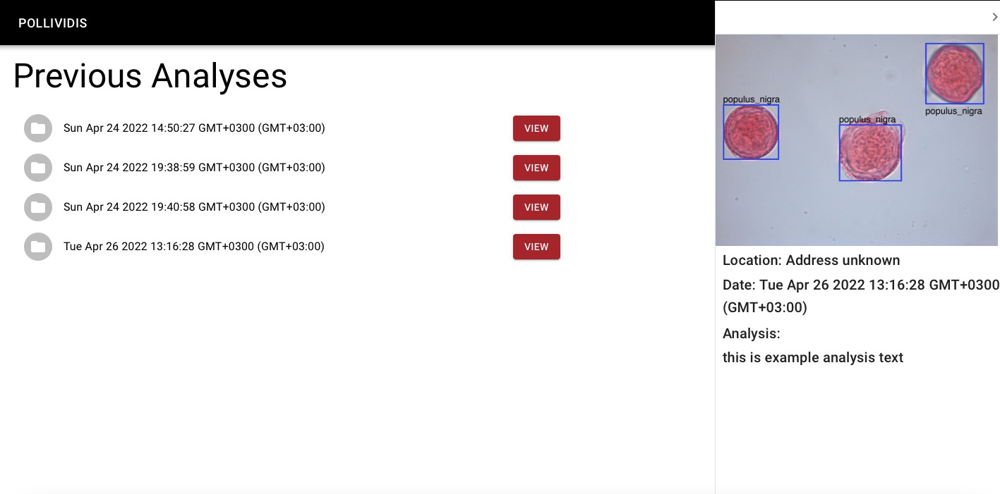 POLLIVIDIS
Previous Analyses
Sun Apr 24 2022 14:50:27 GMT+0300 (GMT+03:00)
VIEW
Sun Apr 24 2022 19:38:59 GMT+0300 (GMT+03:00)
VIEW
Sun Apr 24 2022 19:40:58 GMT+0300 (GMT+03:00)
VIEW
Tue Apr 26 2022 13:16:28 GMT+0300 (GMT+03:00)
VIEW
populus_nigra
populus_nigra
populus_nigra
Location: Address unknown
Date: Tue Apr 26 2022 13:16:28 GMT+0300
(GMT+03:00)
Analysis:
this is example analysis text